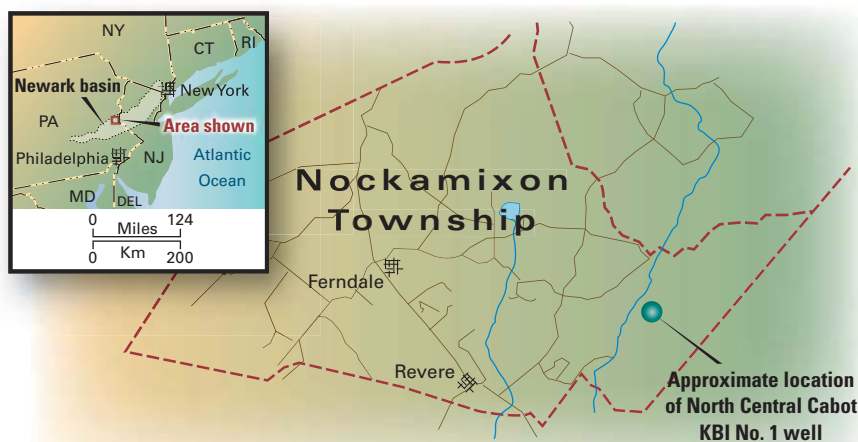 NY
CT
RI
Newark basin
New York
PA
Area shown
Philadelphia
NJ
Atlantic
Ocean
MD
DEL
0 124
Miles
0 200
Km
Nockamixon
Township
Ferndale
Revere
Approximate location
of North Central Cabot
KBI No. 1 well